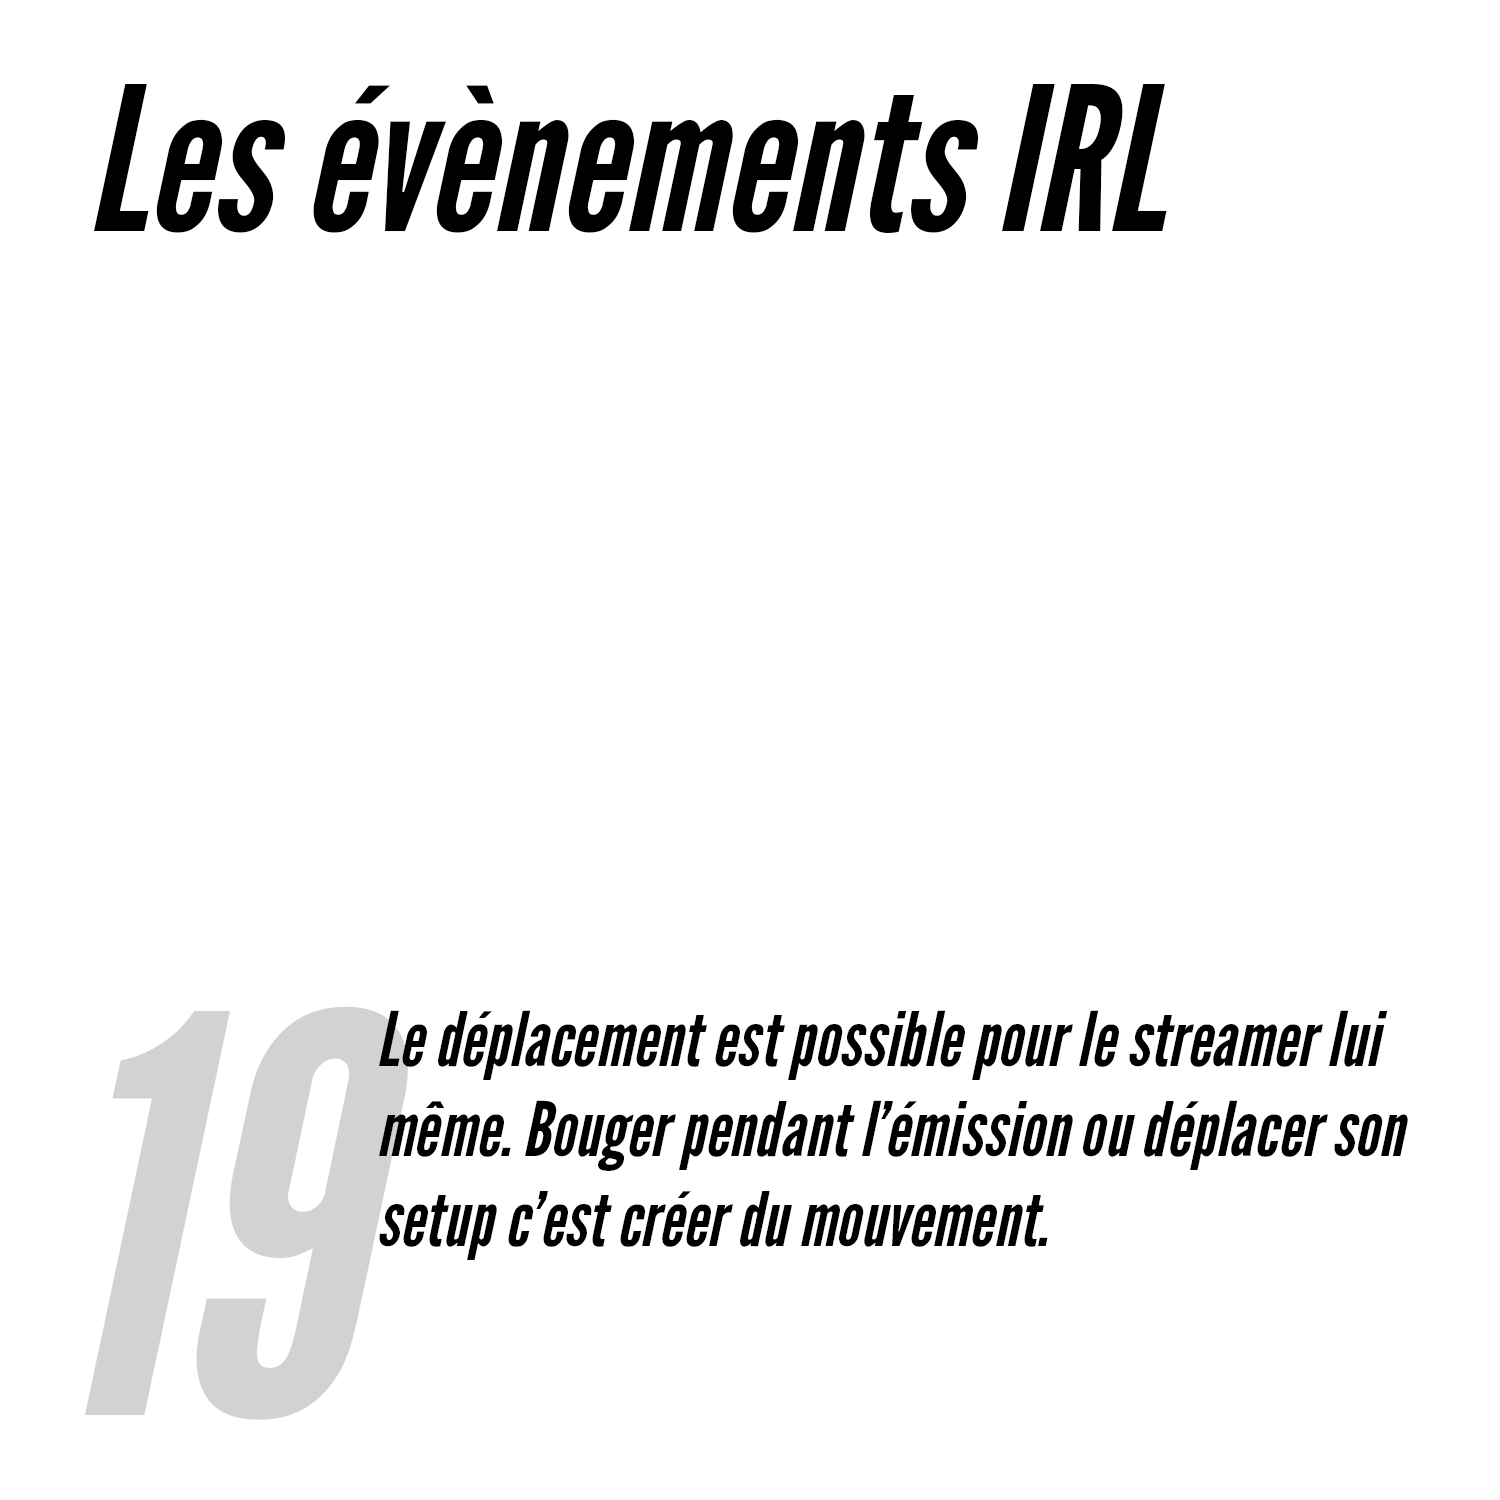 Les évènements IRL
19
Le déplacement est possible pour le streamer lui
même. Bouger pendant l’émission ou déplacer son
setup c’est créer du mouvement.